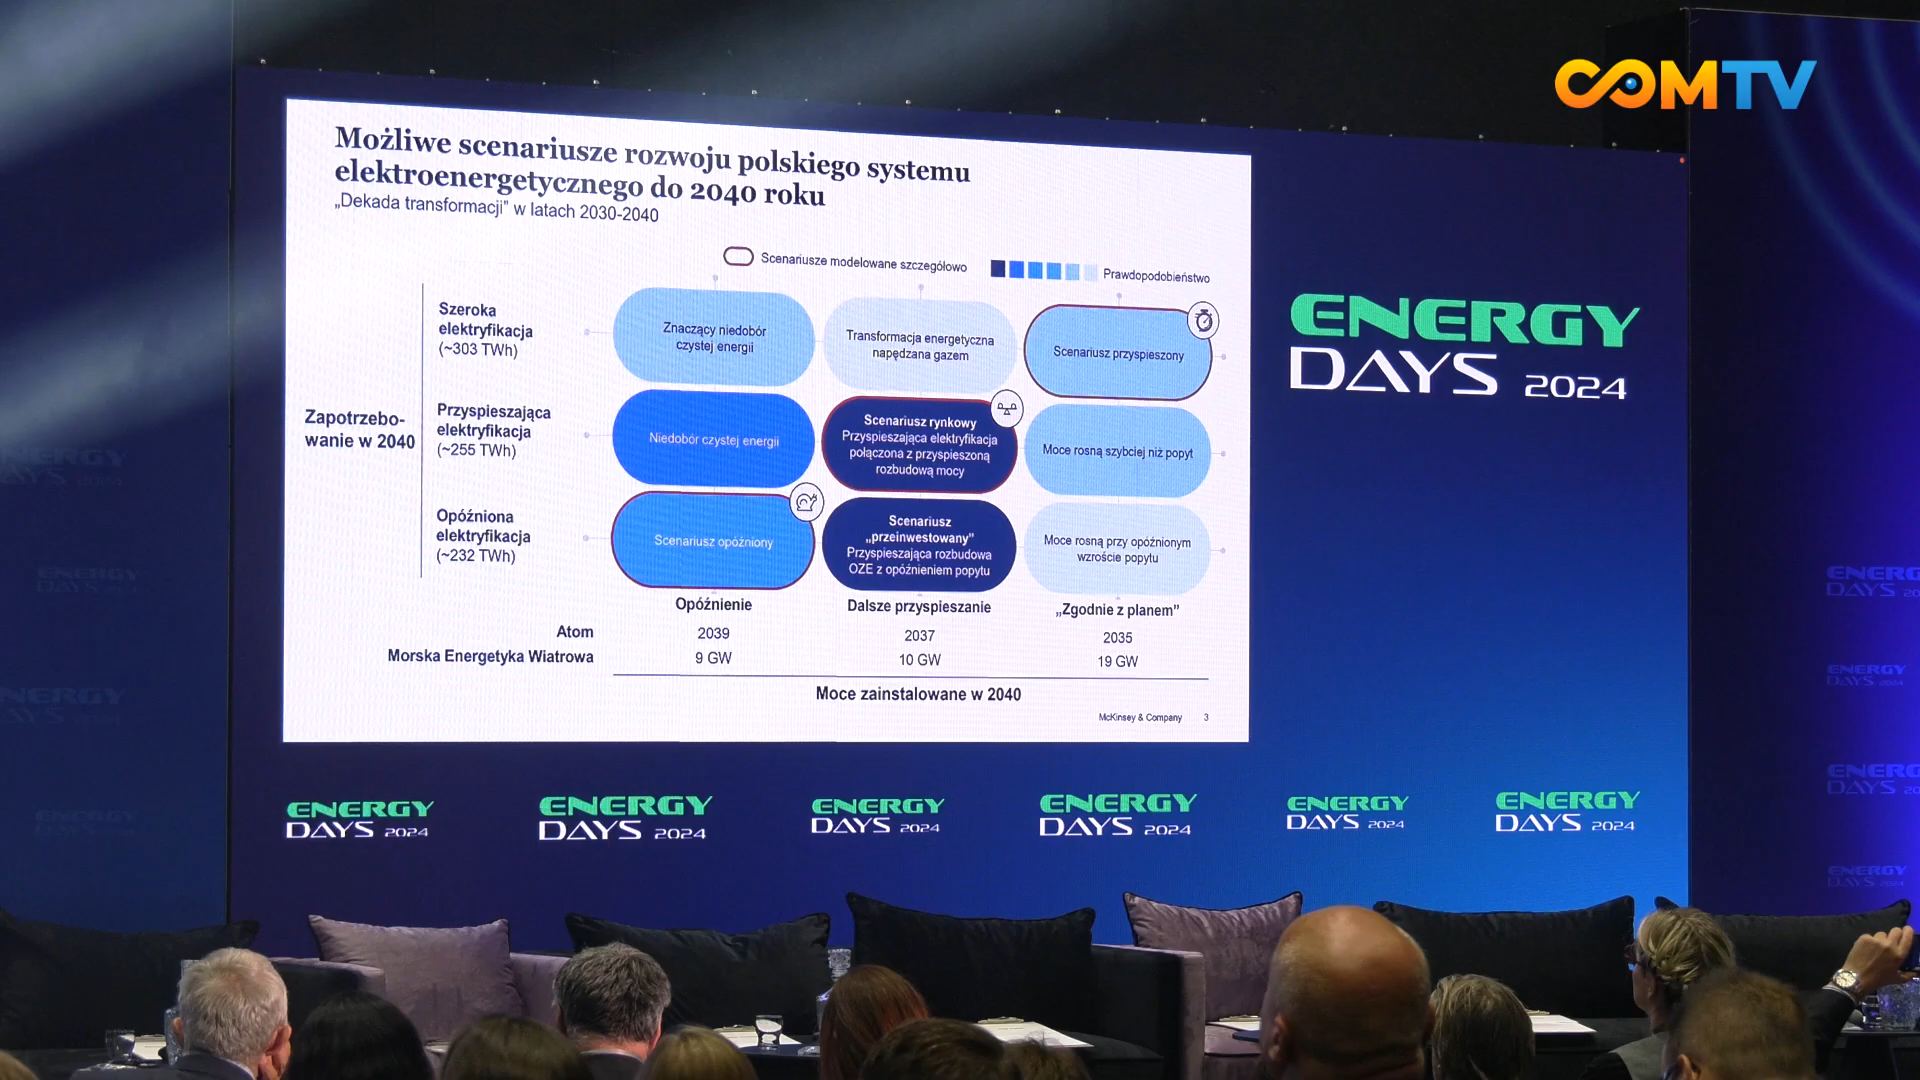 COMTV
Możliwe scenariusze rozwoju polskiego systemu
elektroenergetycznego do 2040 roku
„Dekada transformacji” w latach 2030-2040
Scenariusze modelowane szczegółowo
Prawdopodobieństwo
Zapotrzebo-
wanie w 2040
Szeroka
elektryfikacja
(~303 TWh)
Znaczący niedobór
czystej energii
Transformacja energetyczna
napędzana gazem
Scenariusz przyspieszony
Przyspieszająca
elektryfikacja
(~255 TWh)
Niedobór czystej energii
Scenariusz rynkowy
Przyspieszająca elektryfikacja
połączona z przyspieszoną
rozbudową mocy
Moce rosną szybciej niż popyt
Opóźniona
elektryfikacja
(~232 TWh)
Scenariusz opóźniony
Scenariusz
„przeinwestowany”
Przyspieszająca rozbudowa
OZE z opóźnieniem popytu
Moce rosną przy opóźnionym
wzroście popytu
Opóźnienie
Dalsze przyspieszanie
„Zgodnie z planem”
Atom
2039
2037
2035
Morska Energetyka Wiatrowa
9 GW
10 GW
19 GW
Moce zainstalowane w 2040
McKinsey & Company 3
ENERGY
DAYS 2024
ENERGY
DAYS 2024
ENERGY
DAYS 2024
ENERGY
DAYS 2024
ENERGY
DAYS 2024
ENERGY
DAYS 2024
ENERGY
DAYS 2024